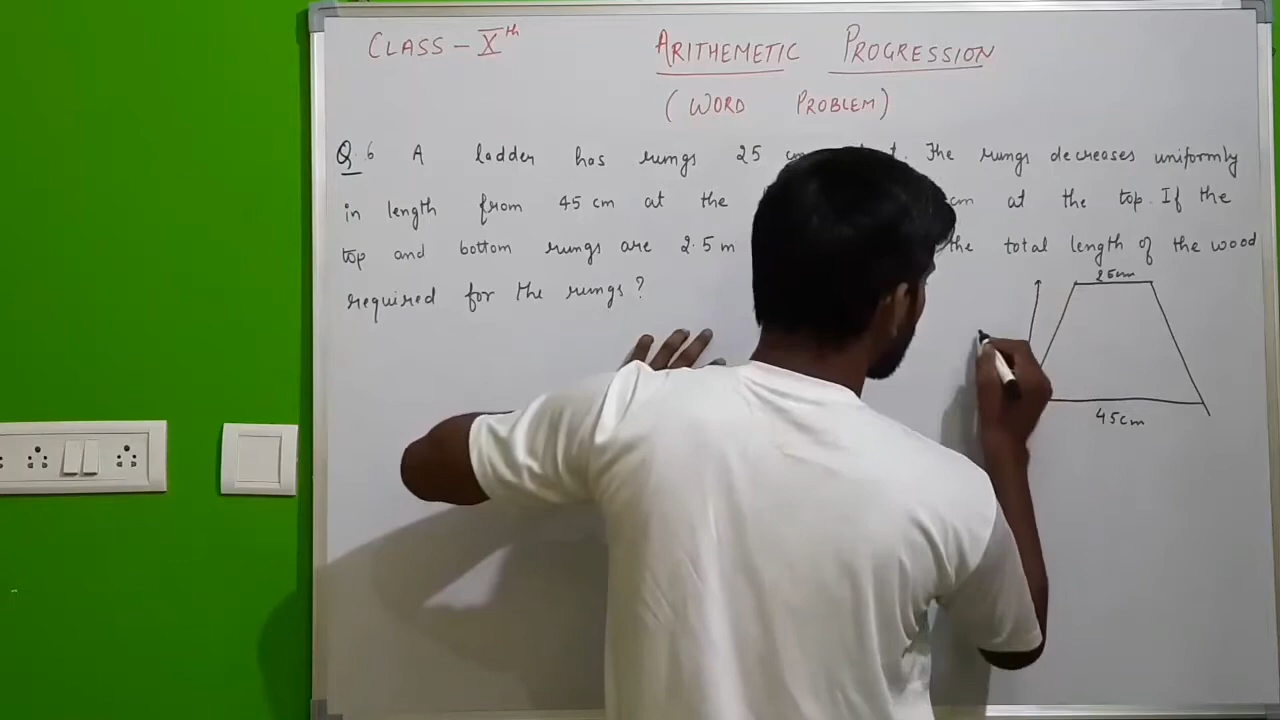 CLASS - Xth
ARITHEMETIC PROGRESSION
(WORD PROBLEM)
Q.6 A ladder has rungs 25 cm The rungs decreases uniformly
in length from 45 cm at the cm at the top. If the
top and bottom rungs are 2.5 m the total length of the wood
required for the rungs ?
25cm
45cm